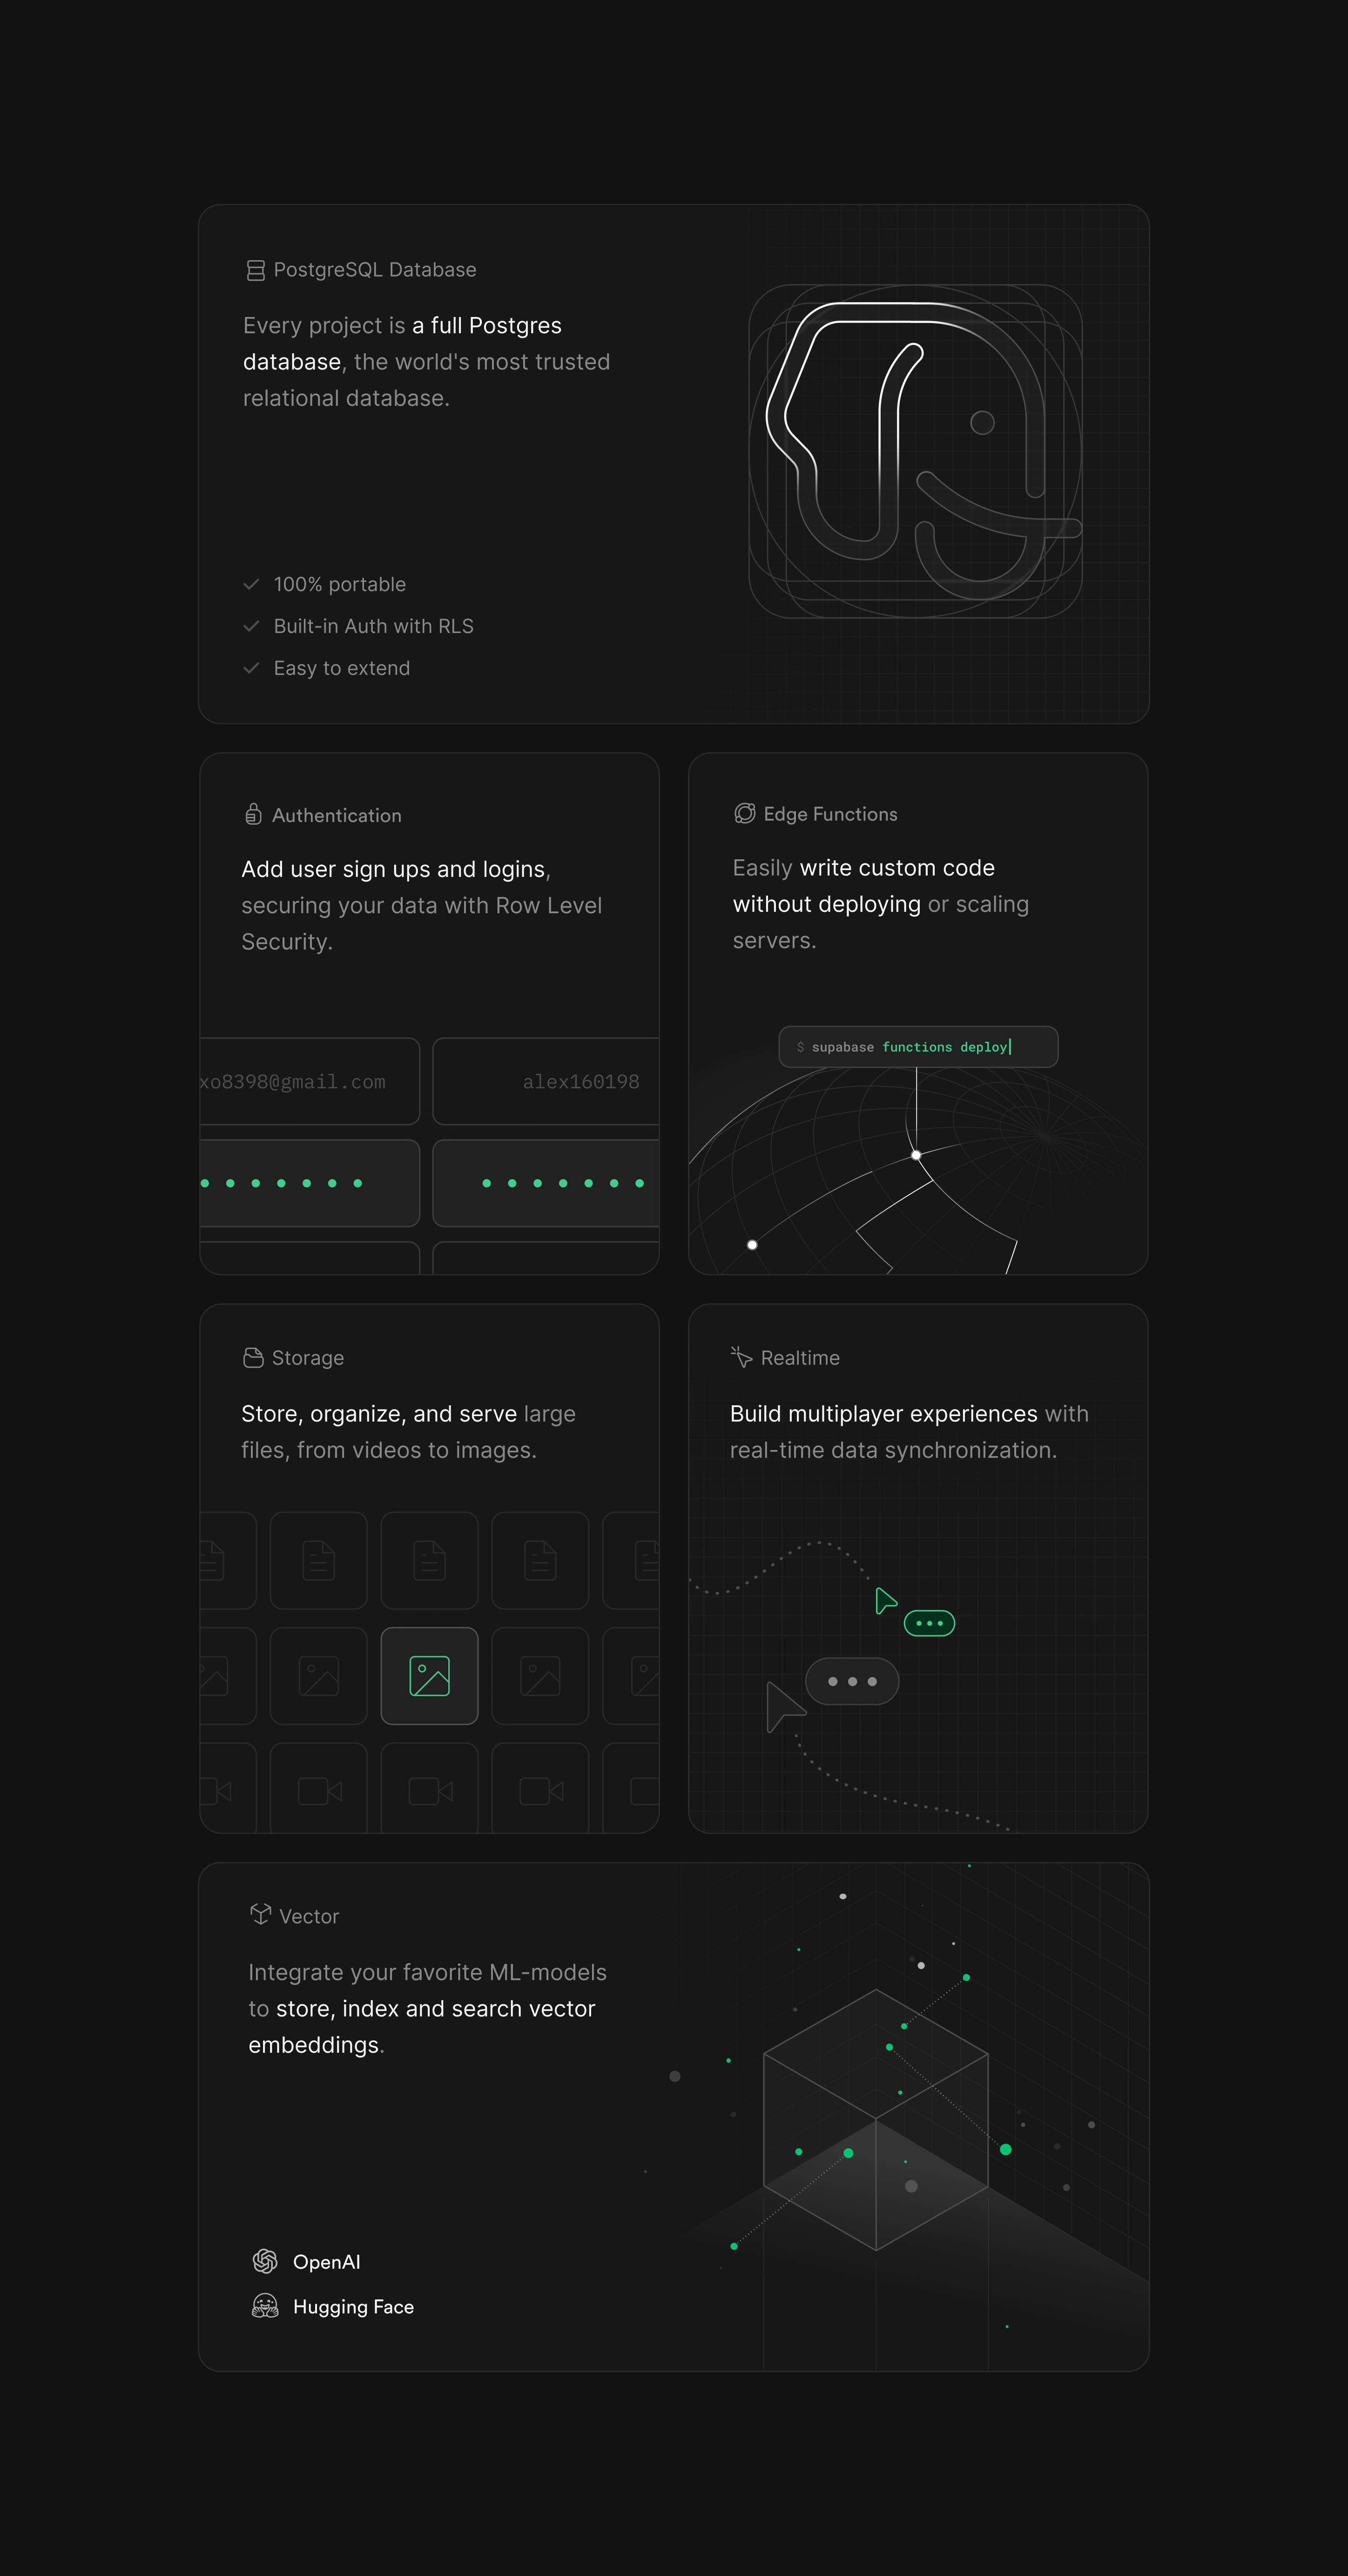 PostgreSQL Database
Every project is a full Postgres
database, the world's most trusted
relational database.
100% portable
Built-in Auth with RLS
Easy to extend
Authentication
Add user sign ups and logins,
securing your data with Row Level
Security.
xo8398@gmail.com
alex160198
Edge Functions
Easily write custom code
without deploying or scaling
servers.
$ supabase functions deploy
Storage
Store, organize, and serve large
files, from videos to images.
Realtime
Build multiplayer experiences with
real-time data synchronization.
Vector
Integrate your favorite ML-models
to store, index and search vector
embeddings.
OpenAI
Hugging Face